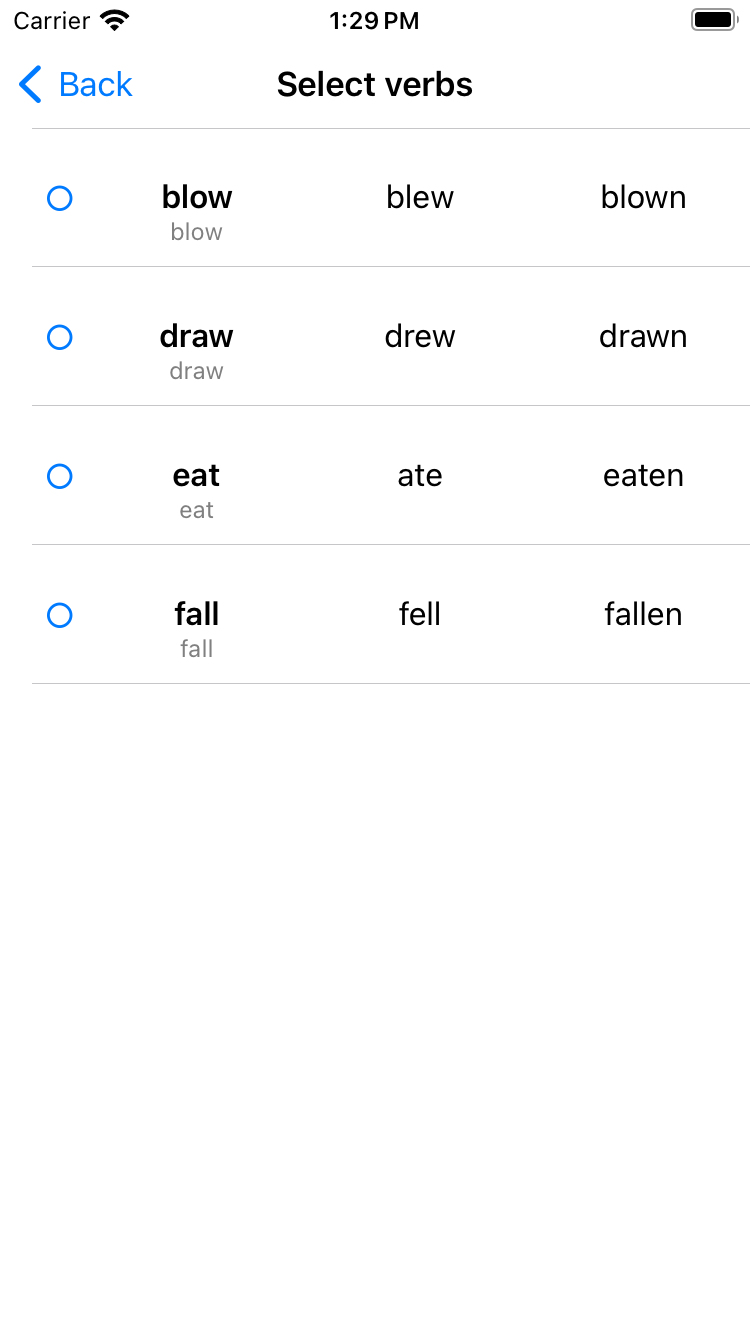 Carrier 1:29 PM
Back Select verbs
blow blew blown
blow
draw drew drawn
draw
eat ate eaten
eat
fall fell fallen
fall